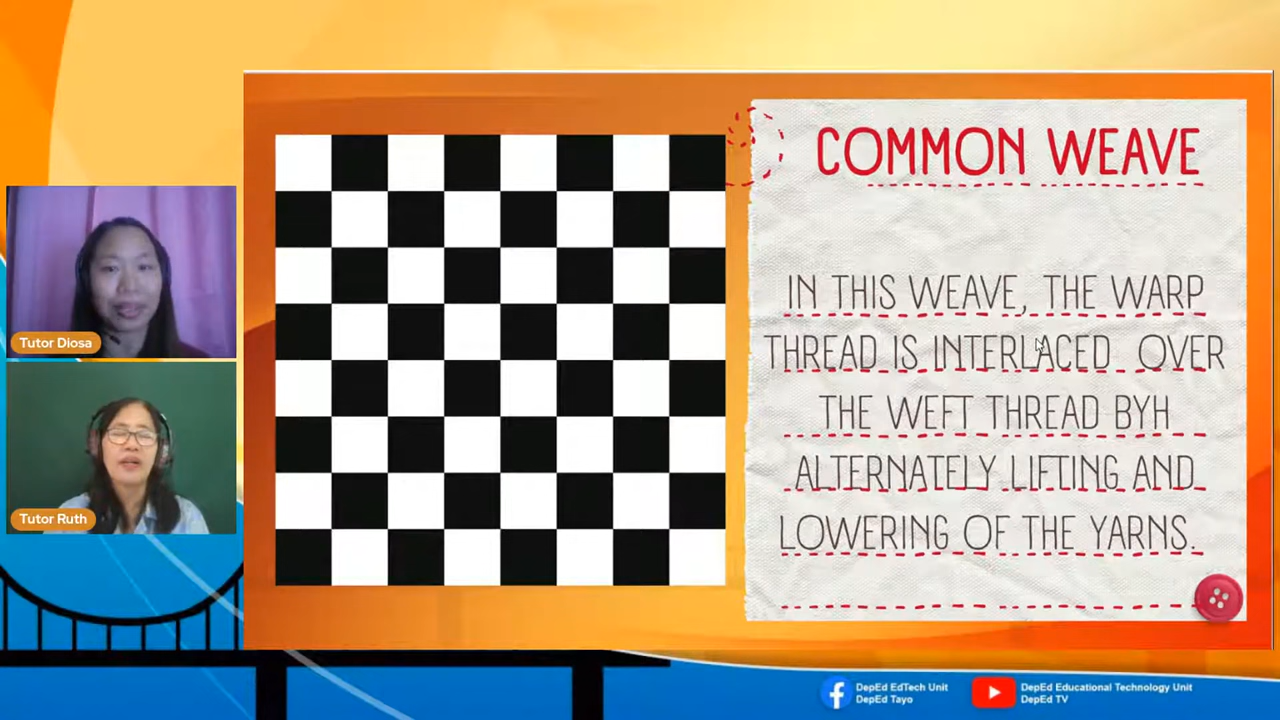 COMMON WEAVE
IN THIS WEAVE, THE WARP
THREAD IS INTERLACED OVER
THE WEFT THREAD BYH
ALTERNATELY LIFTING AND
LOWERING OF THE YARNS.
Tutor Diosa
Tutor Ruth
DepEd EdTech Unit
DepEd Tayo
DepEd Educational Technology Unit
DepEd TV